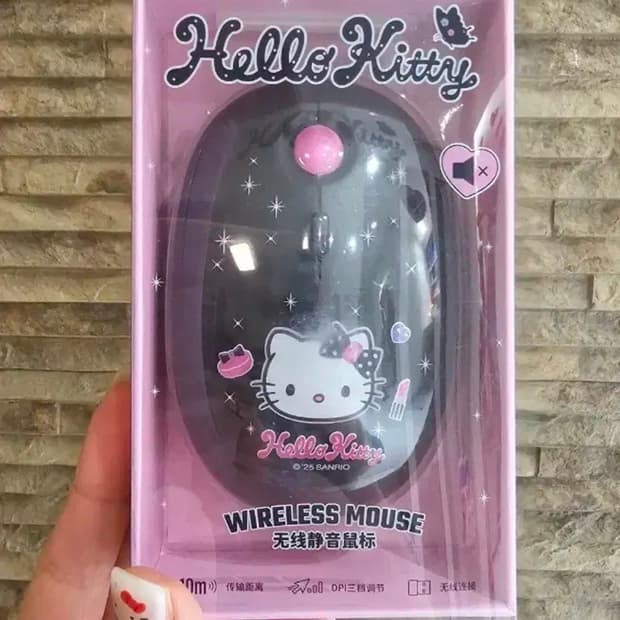 Hello Kitty
Hello Kitty
© '25 SANRIO
WIRELESS MOUSE
无线静音鼠标
10m 传输距离 DPI三档调节 无线连接